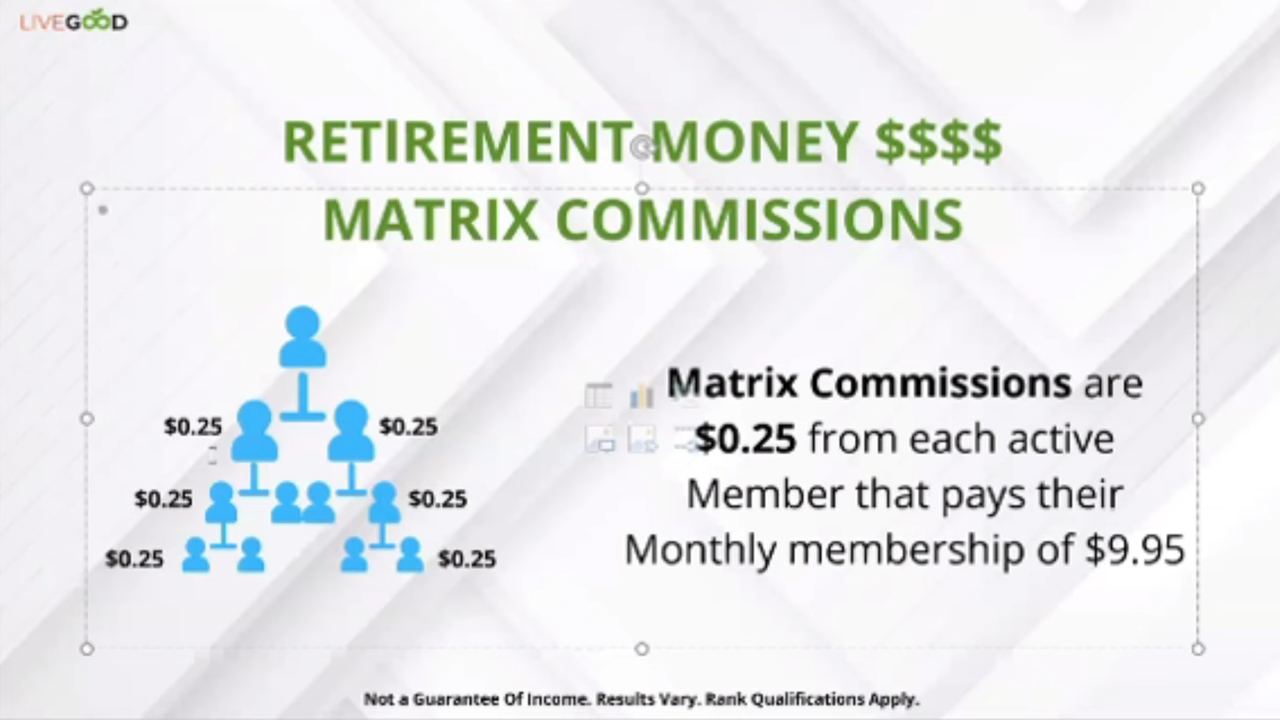 LIVEGOOD
RETIREMENT MONEY $$$$
MATRIX COMMISSIONS
$0.25 $0.25
$0.25 $0.25
$0.25 $0.25
Matrix Commissions are
$0.25 from each active
Member that pays their
Monthly membership of $9.95
Not a Guarantee Of Income. Results Vary. Rank Qualifications Apply.